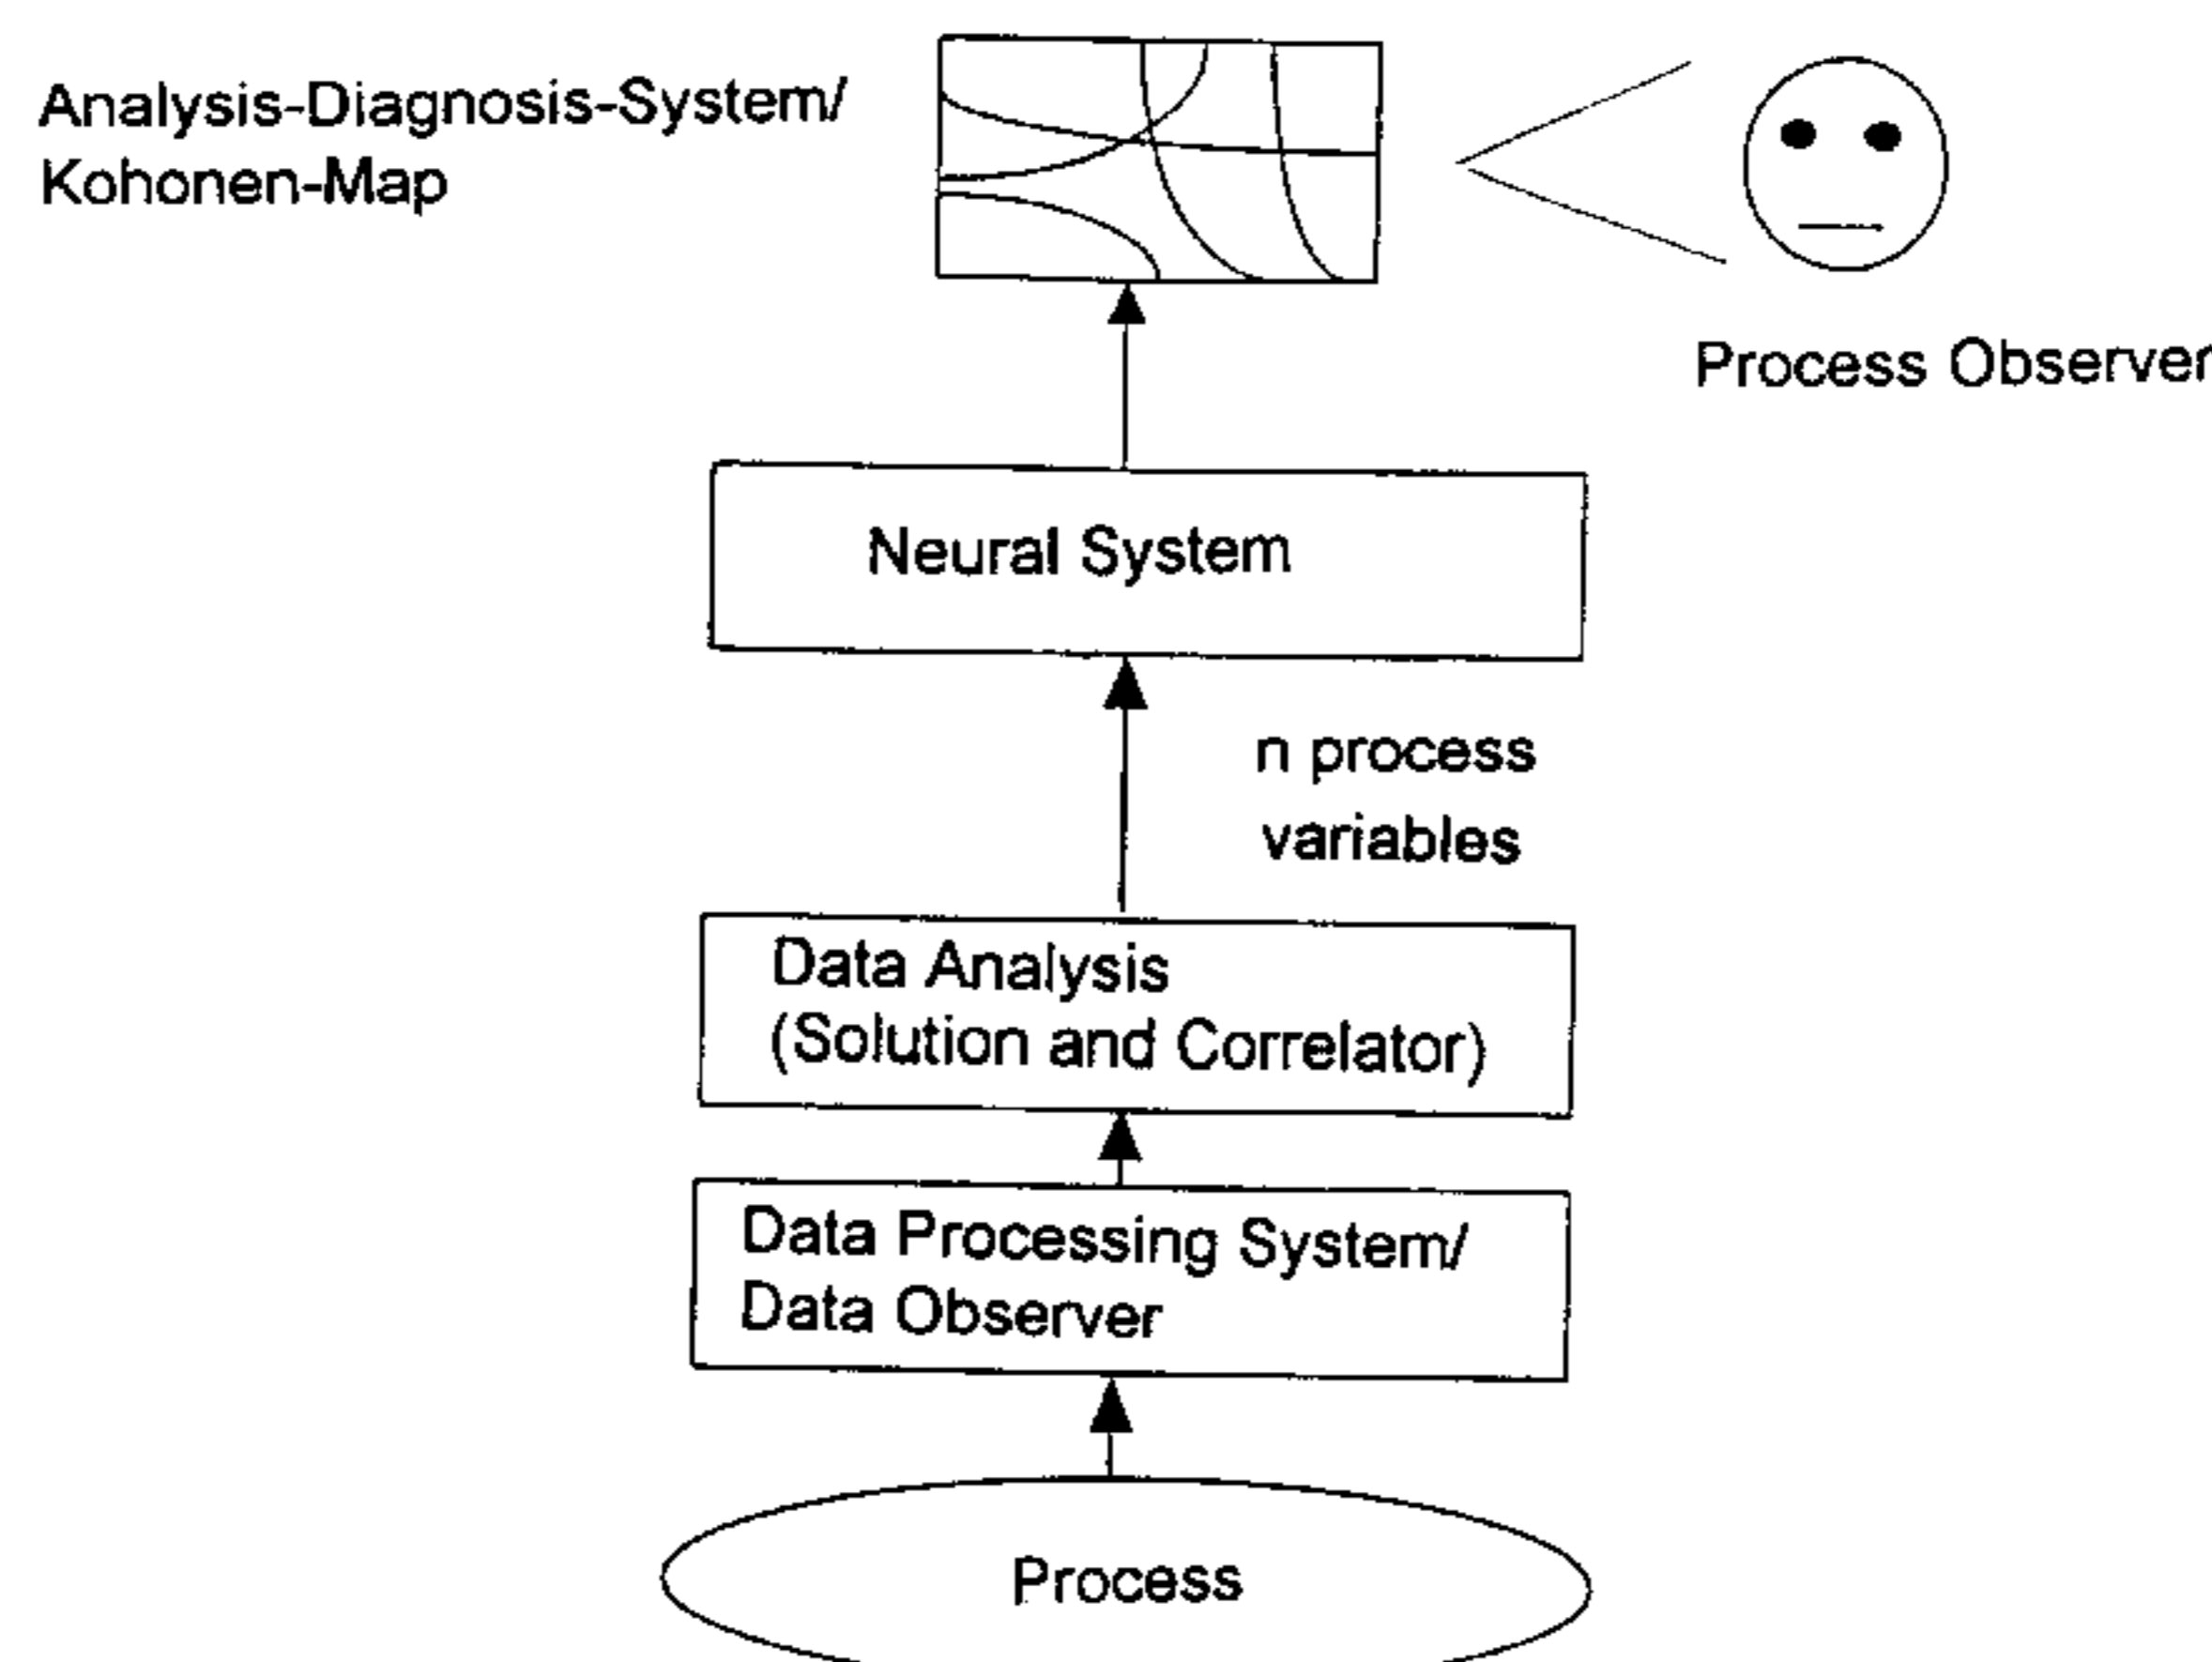 Analysis-Diagnosis-System/
Kohonen-Map
Process Observer
Neural System
n process
variables
Data Analysis
(Solution and Correlator)
Data Processing System/
Data Observer
Process